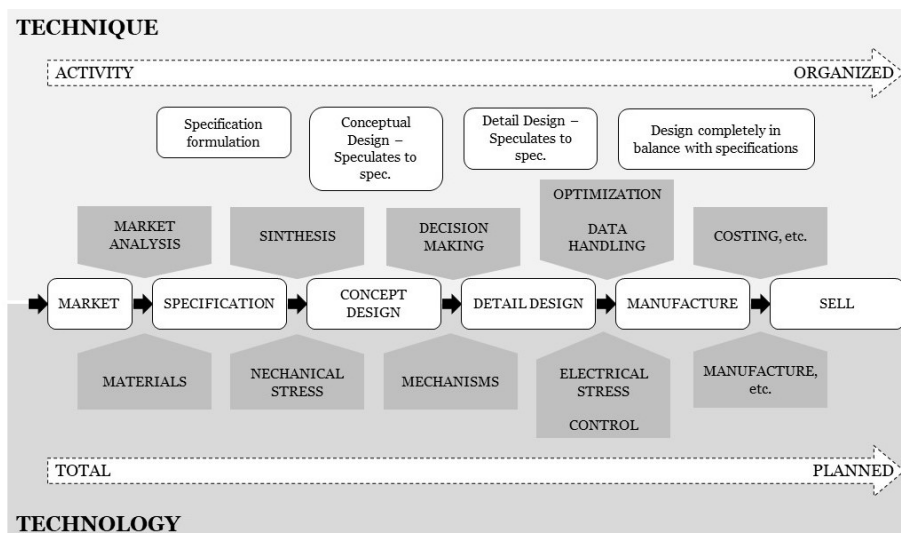 TECHNIQUE
ACTIVITY ORGANIZED
Specification
formulation
Conceptual
Design –
Speculates to
spec.
Detail Design –
Speculates to
spec.
Design completely in
balance with specifications
MARKET
ANALYSIS
SINTHESIS
DECISION
MAKING
OPTIMIZATION
DATA
HANDLING
COSTING, etc.
MARKET
SPECIFICATION
CONCEPT
DESIGN
DETAIL DESIGN
MANUFACTURE
SELL
MATERIALS
NECHANICAL
STRESS
MECHANISMS
ELECTRICAL
STRESS
CONTROL
MANUFACTURE,
etc.
TOTAL PLANNED
TECHNOLOGY